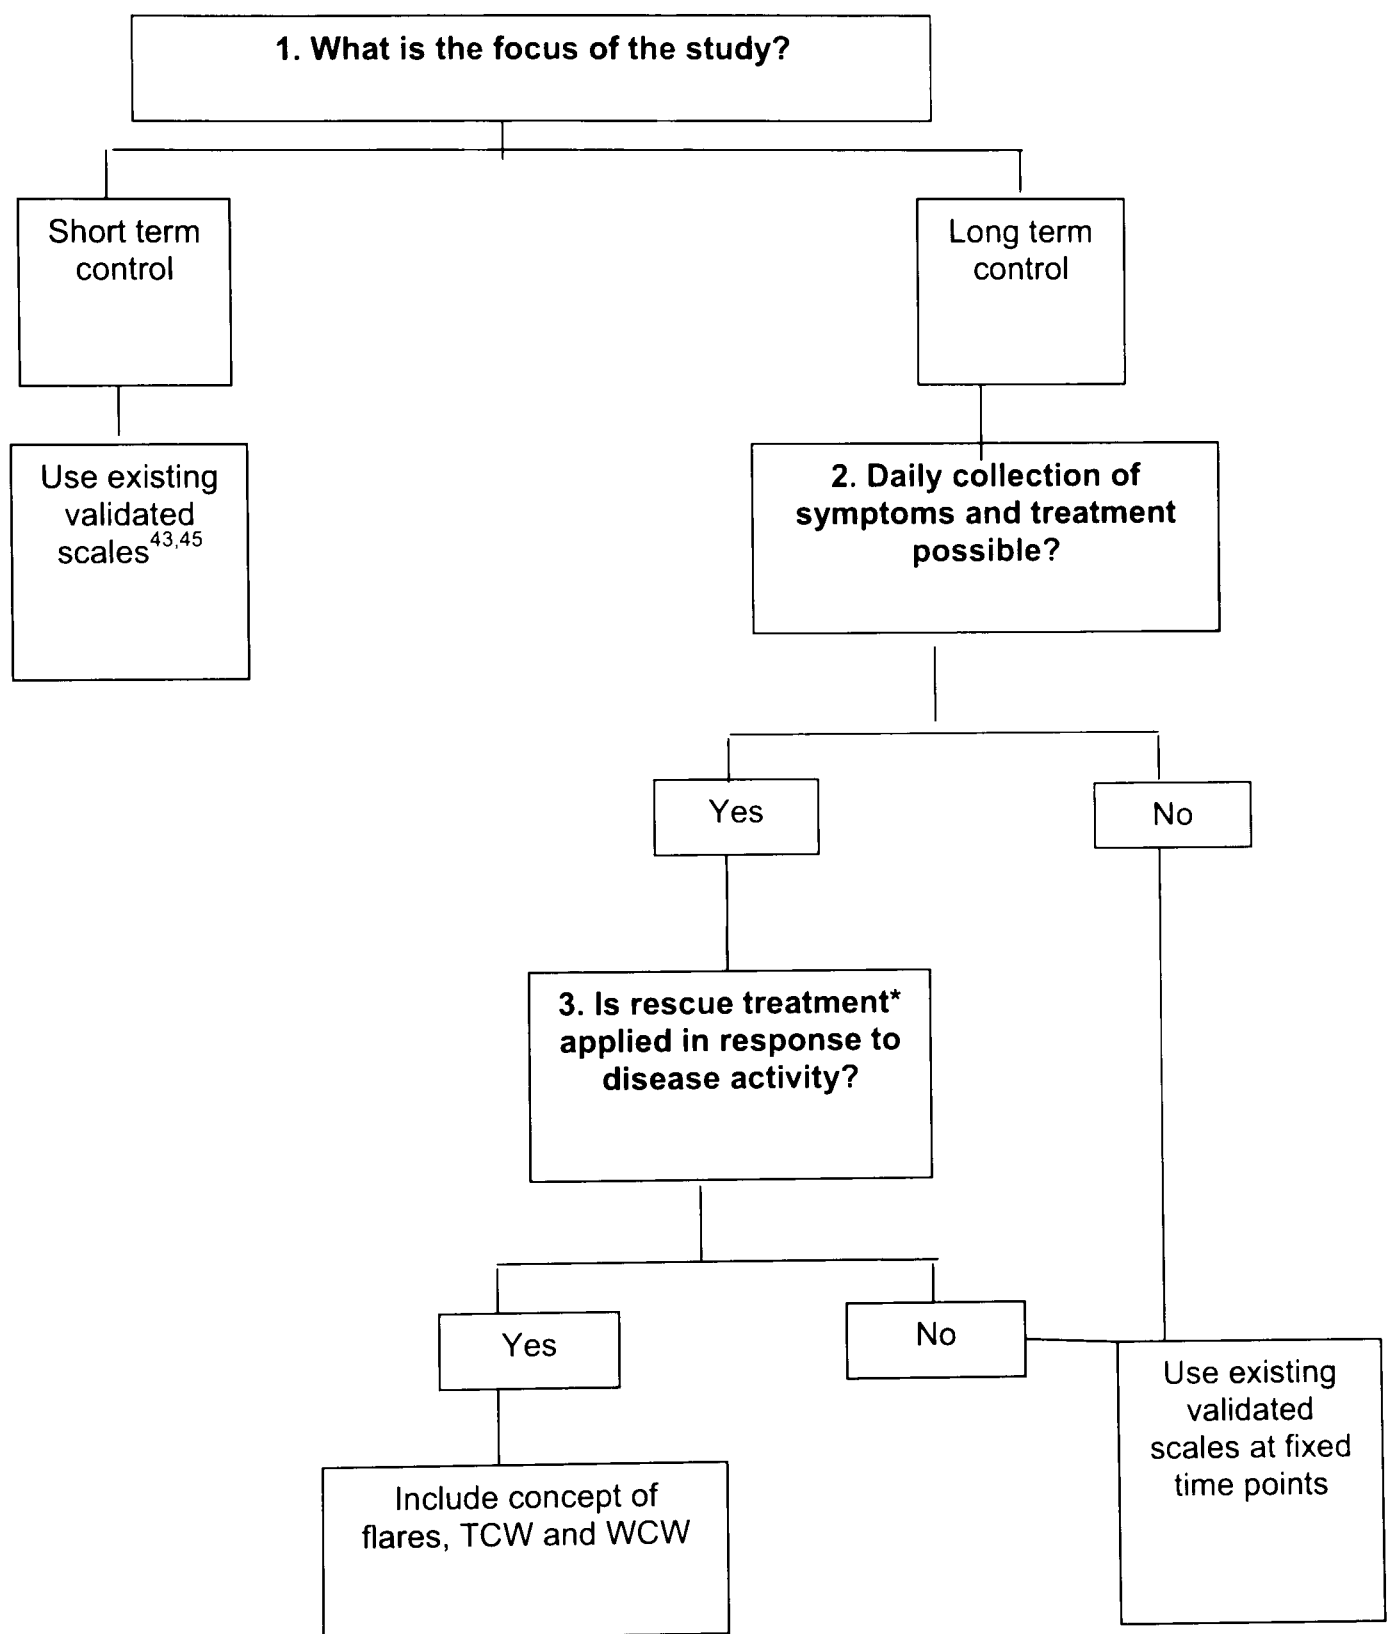 1. What is the focus of the study?
Short term
control
Long term
control
Use existing
validated
scales43,45
2. Daily collection of
symptoms and treatment
possible?
Yes
No
3. Is rescue treatment*
applied in response to
disease activity?
Yes
No
Use existing
validated
scales at fixed
time points
Include concept of
flares, TCW and WCW